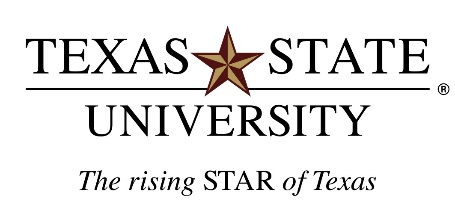 TEXAS STATE ®
UNIVERSITY
The rising STAR of Texas